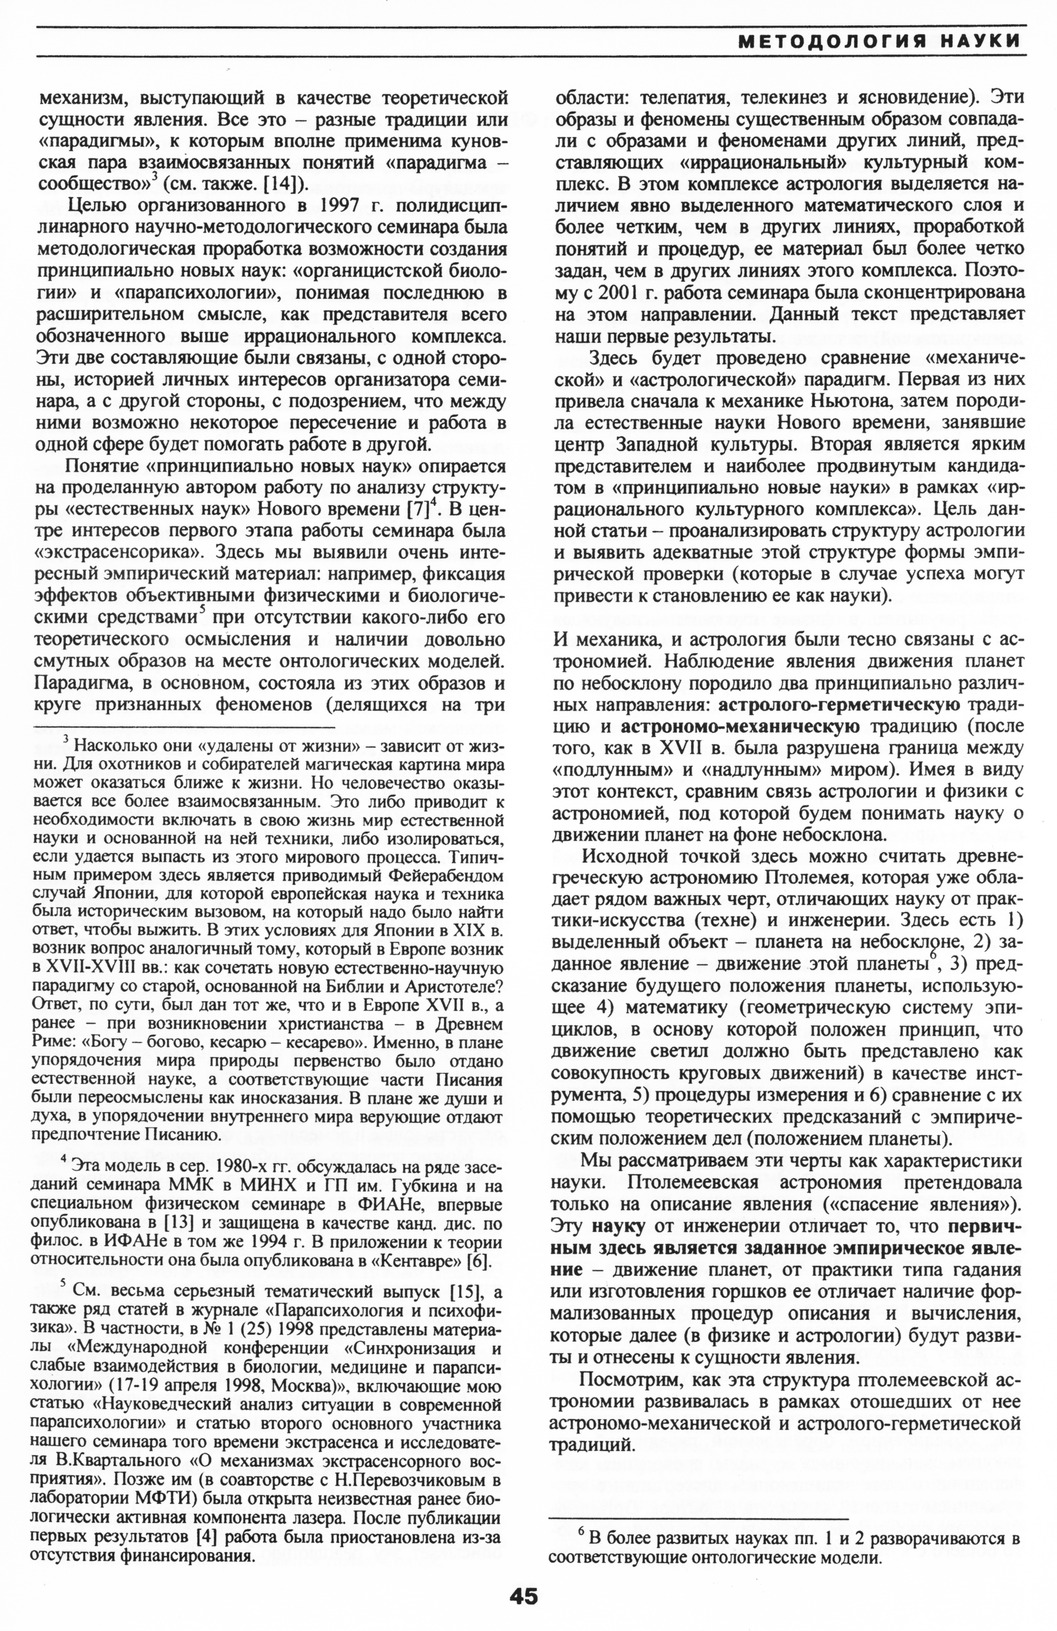 МЕТОДОЛОГИЯ НАУКИ
механизм, выступающий в качестве теоретической
сущности явления. Все это – разные традиции или
«парадигмы», к которым вполне применима кунов-
ская пара взаимосвязанных понятий «парадигма –
сообщество»³ (см. также. [14]).
Целью организованного в 1997 г. полидисцип-
линарного научно-методологического семинара была
методологическая проработка возможности создания
принципиально новых наук: «органицистской биоло-
гии» и «парапсихологии», понимая последнюю в
расширительном смысле, как представителя всего
обозначенного выше иррационального комплекса.
Эти две составляющие были связаны, с одной сторо-
ны, историей личных интересов организатора семи-
нара, а с другой стороны, с подозрением, что между
ними возможно некоторое пересечение и работа в
одной сфере будет помогать работе в другой.
Понятие «принципиально новых наук» опирается
на проделанную автором работу по анализу структу-
ры «естественных наук» Нового времени [7]⁴. В цен-
тре интересов первого этапа работы семинара была
«экстрасенсорика». Здесь мы выявили очень инте-
ресный эмпирический материал: например, фиксация
эффектов объективными физическими и биологиче-
скими средствами⁵ при отсутствии какого-либо его
теоретического осмысления и наличии довольно
смутных образов на месте онтологических моделей.
Парадигма, в основном, состояла из этих образов и
круге признанных феноменов (делящихся на три
³ Насколько они «удалены от жизни» – зависит от жиз-
ни. Для охотников и собирателей магическая картина мира
может оказаться ближе к жизни. Но человечество оказы-
вается все более взаимосвязанным. Это либо приводит к
необходимости включать в свою жизнь мир естественной
науки и основанной на ней техники, либо изолироваться,
если удается выпасть из этого мирового процесса. Типич-
ным примером здесь является приводимый Фейерабендом
случай Японии, для которой европейская наука и техника
была историческим вызовом, на который надо было найти
ответ, чтобы выжить. В этих условиях для Японии в XIX в.
возник вопрос аналогичный тому, который в Европе возник
в XVII-XVIII вв.: как сочетать новую естественно-научную
парадигму со старой, основанной на Библии и Аристотеле?
Ответ, по сути, был дан тот же, что и в Европе XVII в., а
ранее – при возникновении христианства – в Древнем
Риме: «Богу – богово, кесарю – кесарево». Именно, в плане
упорядочения мира природы первенство было отдано
естественной науке, а соответствующие части Писания
были переосмыслены как иносказания. В плане же души и
духа, в упорядочении внутреннего мира верующие отдают
предпочтение Писанию.
⁴ Эта модель в сер. 1980-х гг. обсуждалась на ряде засе-
даний семинара ММК в МИНХ и ГП им. Губкина и на
специальном физическом семинаре в ФИАНе, впервые
опубликована в [13] и защищена в качестве канд. дис. по
филос. в ИФАНе в том же 1994 г. В приложении к теории
относительности она была опубликована в «Кентавре» [6].
⁵ См. весьма серьезный тематический выпуск [15], а
также ряд статей в журнале «Парапсихология и психофи-
зика». В частности, в № 1 (25) 1998 представлены материа-
лы «Международной конференции «Синхронизация и
слабые взаимодействия в биологии, медицине и парапси-
хологии» (17-19 апреля 1998, Москва)», включающие мою
статью «Науковедческий анализ ситуации в современной
парапсихологии» и статью второго основного участника
нашего семинара того времени экстрасенса и исследовате-
ля В.Квартального «О механизмах экстрасенсорного вос-
приятия». Позже им (в соавторстве с Н.Перевозчиковым в
лаборатории МФТИ) была открыта неизвестная ранее био-
логически активная компонента лазера. После публикации
первых результатов [4] работа была приостановлена из-за
отсутствия финансирования.
области: телепатия, телекинез и ясновидение). Эти
образы и феномены существенным образом совпада-
ли с образами и феноменами других линий, пред-
ставляющих «иррациональный» культурный ком-
плекс. В этом комплексе астрология выделяется на-
личием явно выделенного математического слоя и
более четким, чем в других линиях, проработкой
понятий и процедур, ее материал был более четко
задан, чем в других линиях этого комплекса. Поэто-
му с 2001 г. работа семинара была сконцентрирована
на этом направлении. Данный текст представляет
наши первые результаты.
Здесь будет проведено сравнение «механиче-
ской» и «астрологической» парадигм. Первая из них
привела сначала к механике Ньютона, затем породи-
ла естественные науки Нового времени, занявшие
центр Западной культуры. Вторая является ярким
представителем и наиболее продвинутым кандида-
том в «принципиально новые науки» в рамках «ир-
рационального культурного комплекса». Цель дан-
ной статьи – проанализировать структуру астрологии
и выявить адекватные этой структуре формы эмпи-
рической проверки (которые в случае успеха могут
привести к становлению ее как науки).
И механика, и астрология были тесно связаны с ас-
трономией. Наблюдение явления движения планет
по небосклону породило два принципиально различ-
ных направления: астролого-герметическую тради-
цию и астрономо-механическую традицию (после
того, как в XVII в. была разрушена граница между
«подлунным» и «надлунным» миром). Имея в виду
этот контекст, сравним связь астрологии и физики с
астрономией, под которой будем понимать науку о
движении планет на фоне небосклона.
Исходной точкой здесь можно считать древне-
греческую астрономию Птолемея, которая уже обла-
дает рядом важных черт, отличающих науку от прак-
тики-искусства (техне) и инженерии. Здесь есть 1)
выделенный объект – планета на небосклоне, 2) за-
данное явление – движение этой планеты⁶, 3) пред-
сказание будущего положения планеты, использую-
щее 4) математику (геометрическую систему эпи-
циклов, в основу которой положен принцип, что
движение светил должно быть представлено как
совокупность круговых движений) в качестве инст-
румента, 5) процедуры измерения и 6) сравнение с их
помощью теоретических предсказаний с эмпириче-
ским положением дел (положением планеты).
Мы рассматриваем эти черты как характеристики
науки. Птолемеевская астрономия претендовала
только на описание явления («спасение явления»).
Эту науку от инженерии отличает то, что первич-
ным здесь является заданное эмпирическое явле-
ние – движение планет, от практики типа гадания
или изготовления горшков ее отличает наличие фор-
мализованных процедур описания и вычисления,
которые далее (в физике и астрологии) будут разви-
ты и отнесены к сущности явления.
Посмотрим, как эта структура птолемеевской ас-
трономии развивалась в рамках отошедших от нее
астрономо-механической и астролого-герметической
традиций.
⁶ В более развитых науках пп. 1 и 2 разворачиваются в
соответствующие онтологические модели.
45